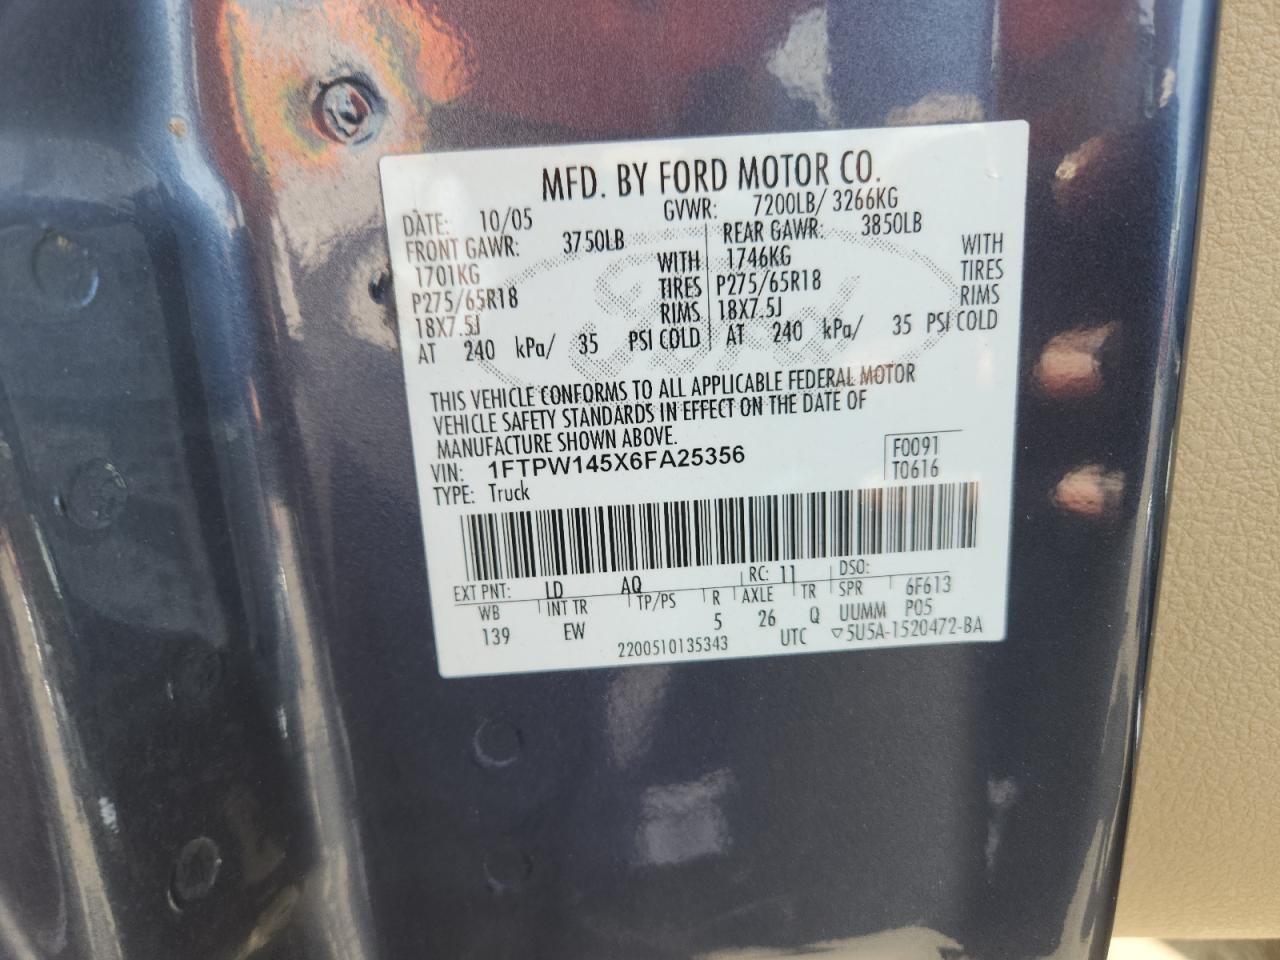 MFD. BY FORD MOTOR CO.
DATE: 10/05 GVWR: 7200LB/ 3266KG
FRONT GAWR: 3750LB REAR GAWR: 3850LB
1701KG WITH 1746KG WITH
P275/65R18 TIRES P275/65R18 TIRES
18X7.5J RIMS 18X7.5J RIMS
AT 240 kPa/ 35 PSI COLD AT 240 kPa/ 35 PSI COLD
THIS VEHICLE CONFORMS TO ALL APPLICABLE FEDERAL MOTOR
VEHICLE SAFETY STANDARDS IN EFFECT ON THE DATE OF
MANUFACTURE SHOWN ABOVE.
VIN: 1FTPW145X6FA25356 F0091
TYPE: Truck T0616
EXT PNT: LD AQ RC: 11 DSO:
WB INT TR TP/PS R AXLE TR SPR 6F613
139 EW 5 26 Q UUMM P05
2200510135343 UTC ▽5U5A-1520472-BA
Ford